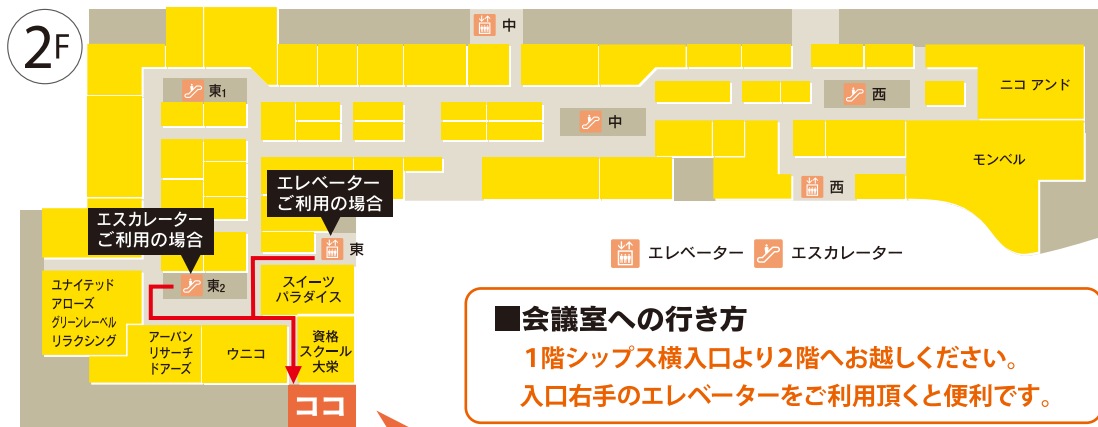 2F
中
東1
中
西
ニコ アンド
モンベル
西
エレベーター
ご利用の場合
エスカレーター
ご利用の場合
東
エレベーター
エスカレーター
東2
ユナイテッド
アローズ
グリーンレーベル
リラクシング
スイーツ
パラダイス
アーバン
リサーチ
ドアーズ
ウニコ
資格
スクール
大栄
ココ
■会議室への行き方
1階シップス横入口より2階へお越しください。
入口右手のエレベーターをご利用頂くと便利です。